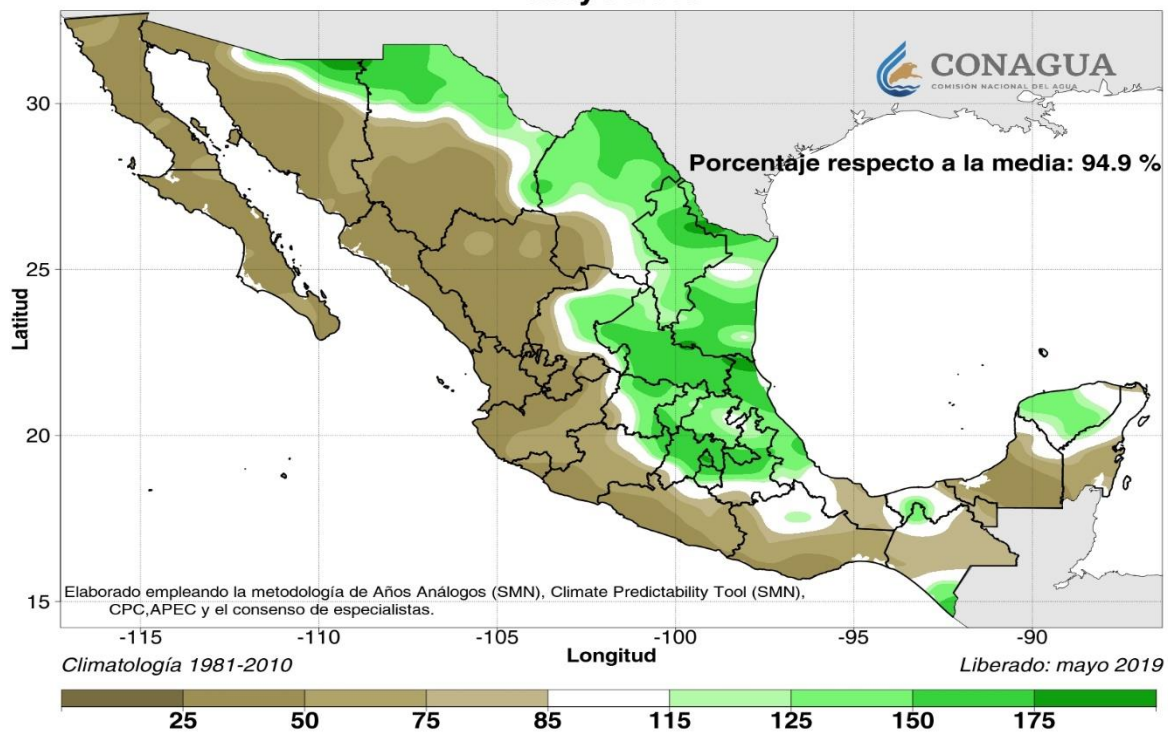 CONAGUA
COMISIÓN NACIONAL DEL AGUA
Porcentaje respecto a la media: 94.9 %
30
25
20
15
Latitud
Elaborado empleando la metodología de Años Análogos (SMN), Climate Predictability Tool (SMN),
CPC,APEC y el consenso de especialistas.
-115 -110 -105 -100 -95 -90
Longitud
Climatología 1981-2010 Liberado: mayo 2019
25 50 75 85 115 125 150 175